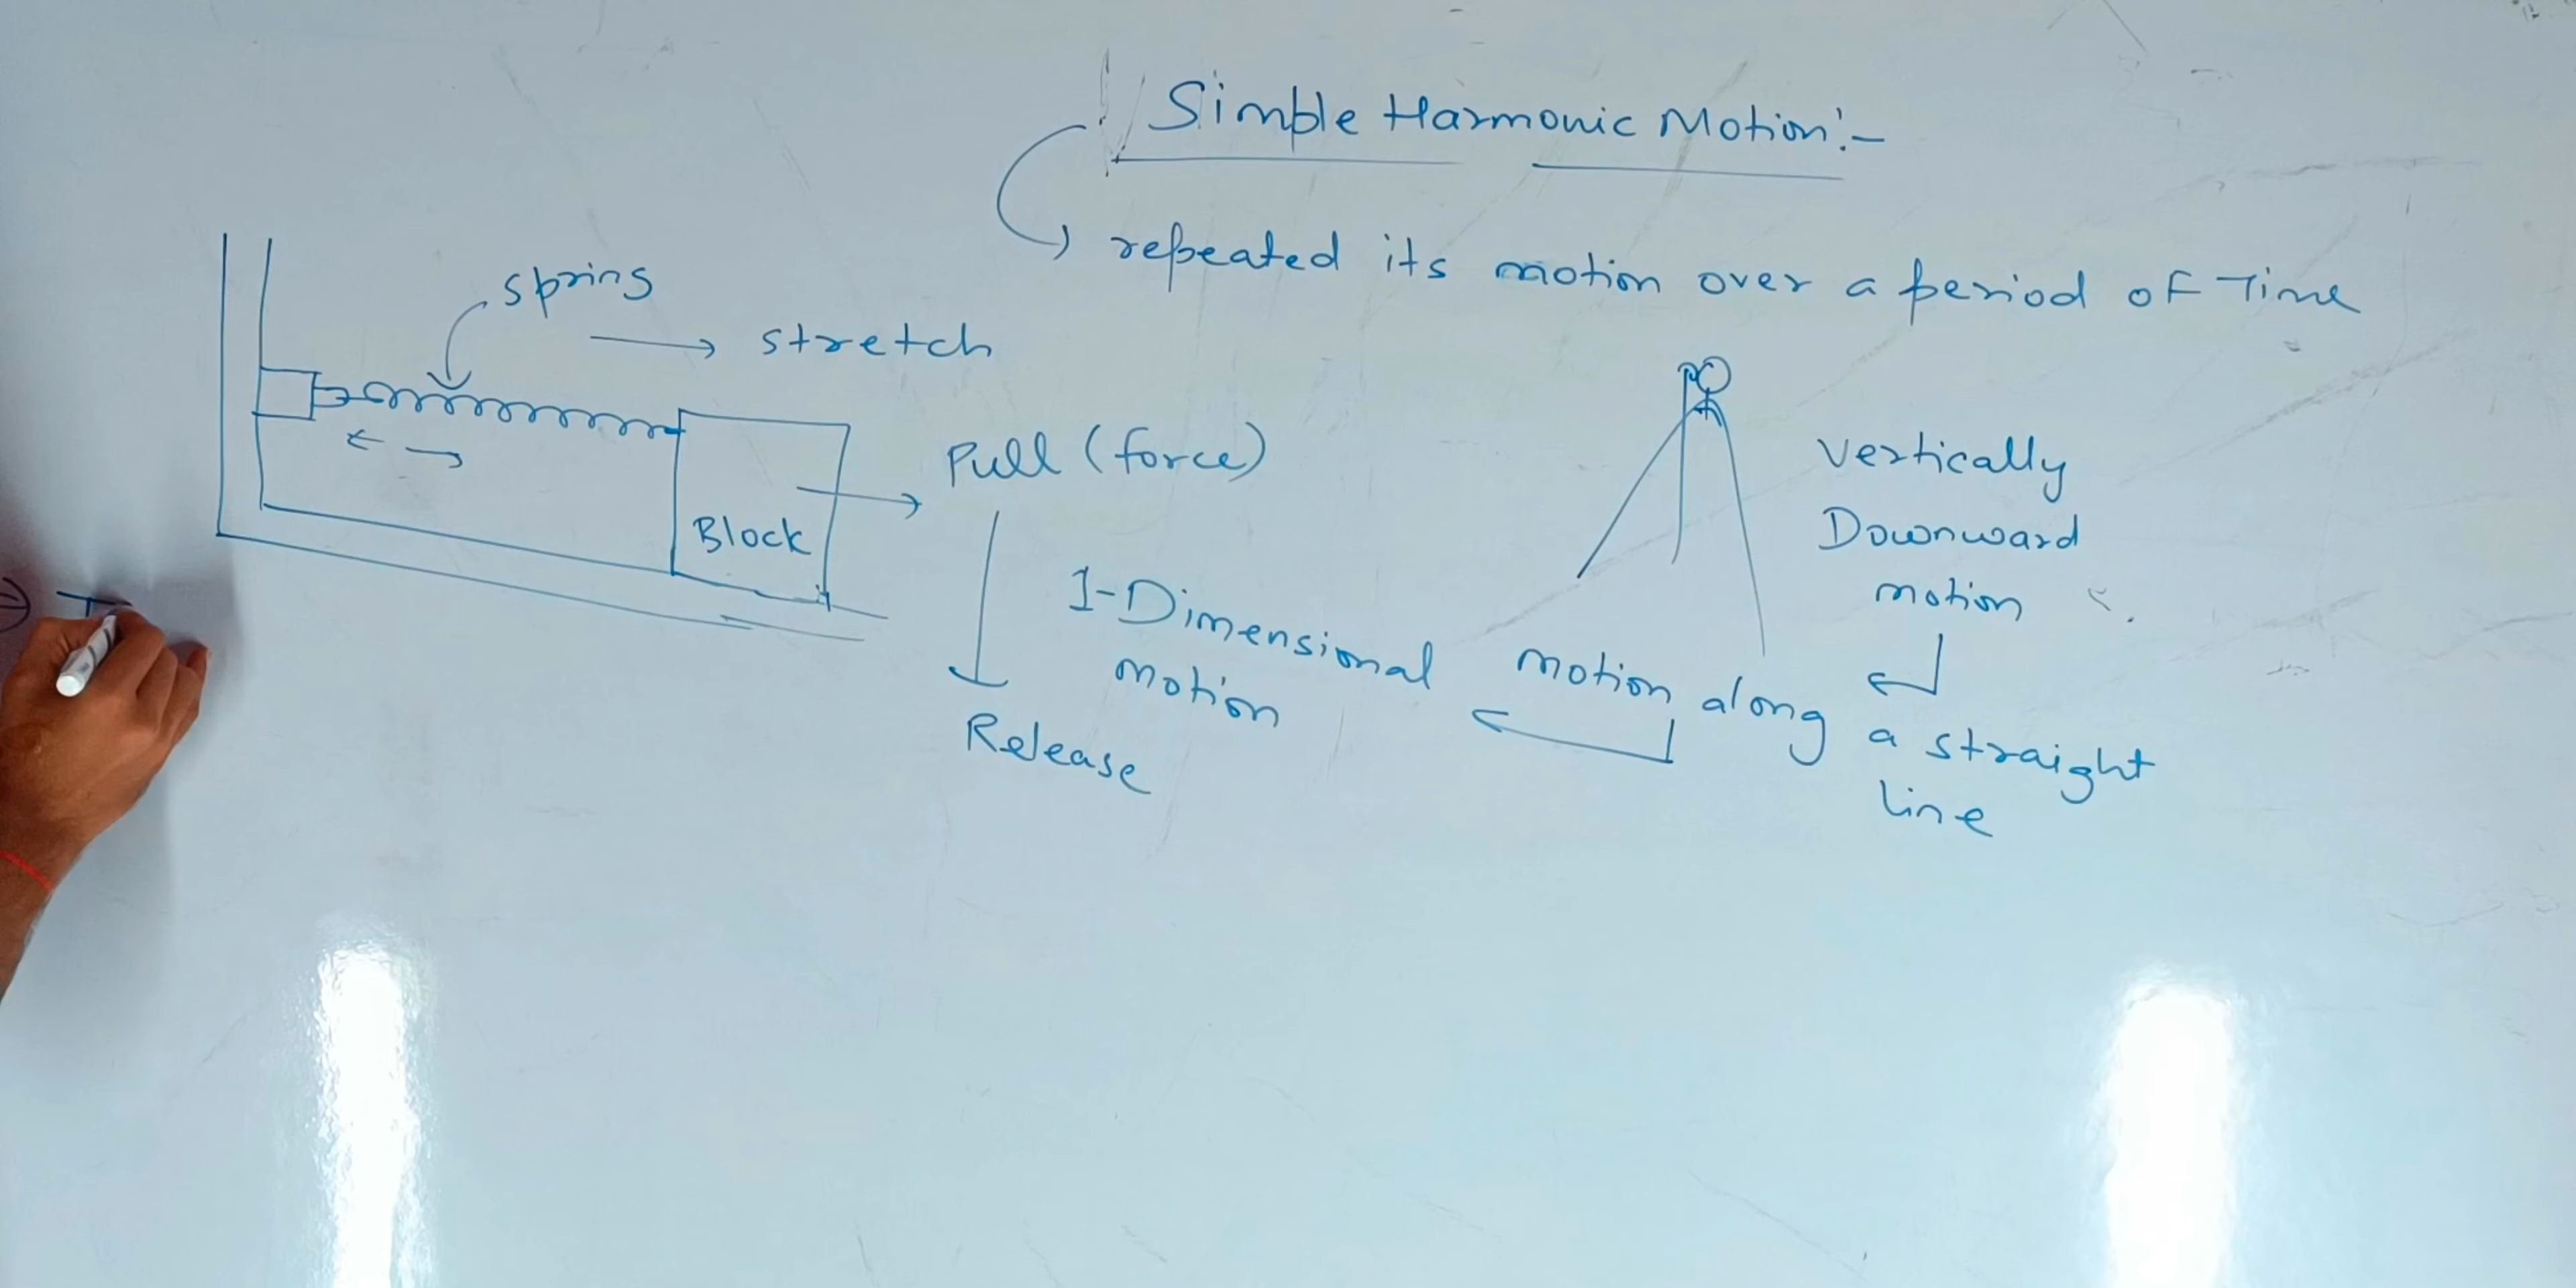 Simple Harmonic Motion:-
repeated its motion over a period of Time
spring
stretch
Pull (force)
Block
Release
1-Dimensional
motion
Vertically
Downward
motion
motion along
a straight
line